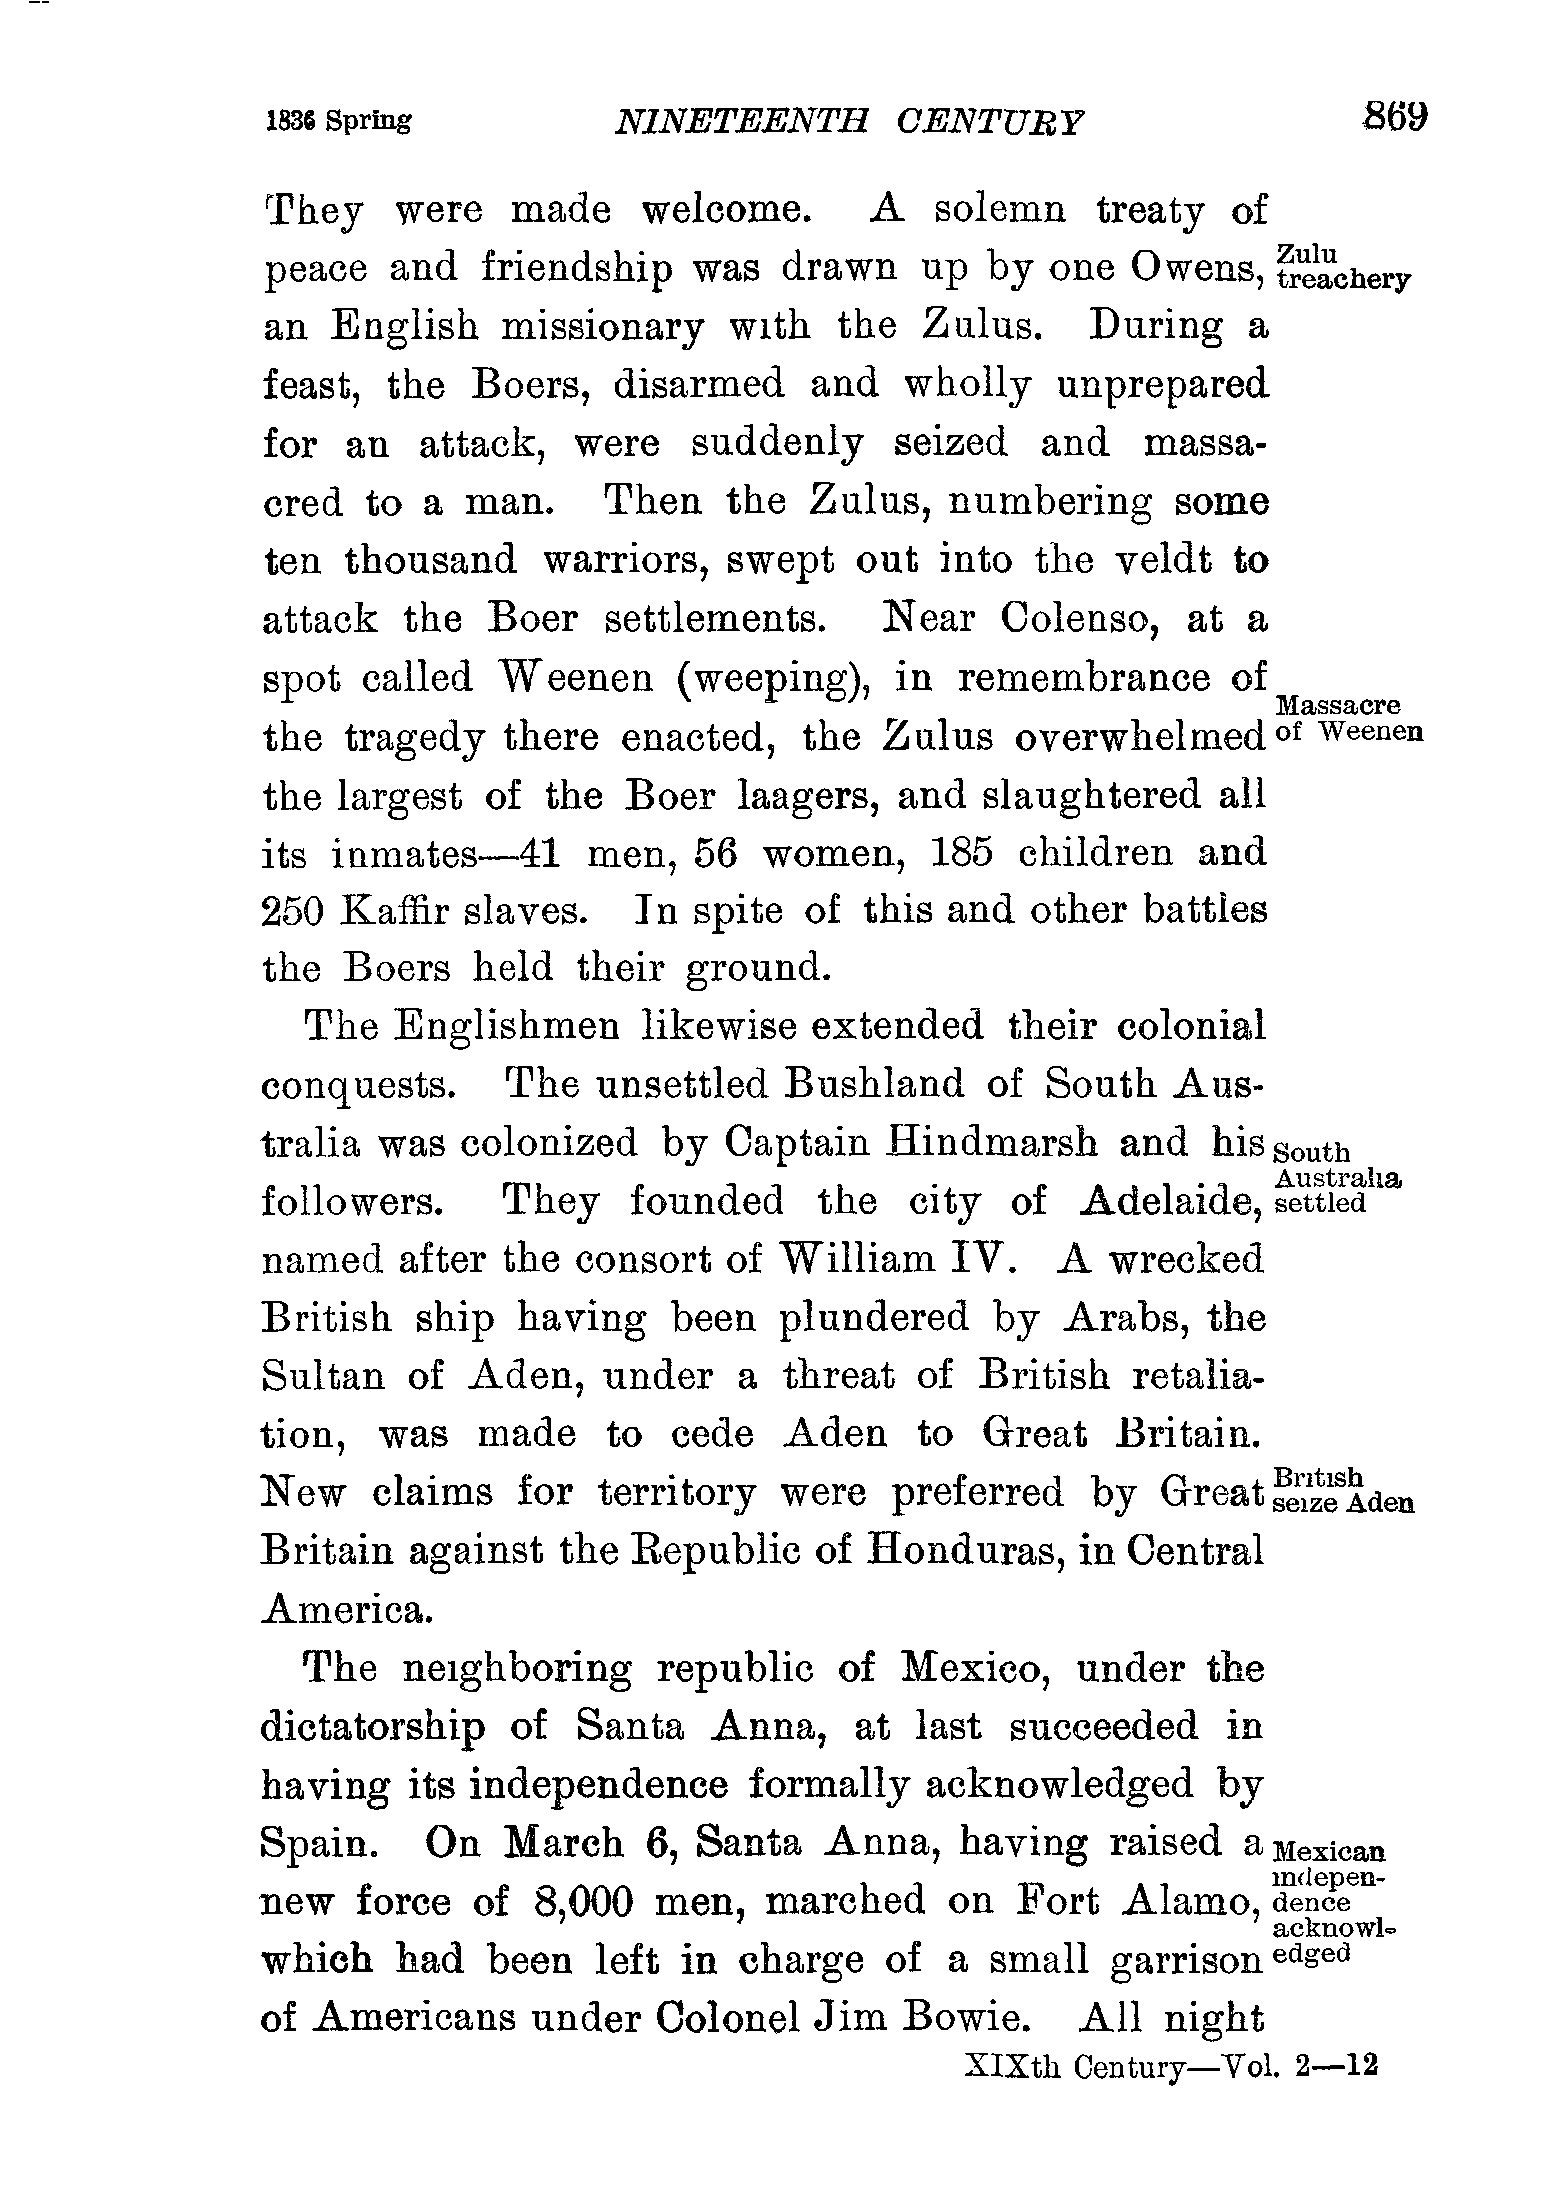 1836 Spring NINETEENTH CENTURY 869
They were made welcome. A solemn treaty of
peace and friendship was drawn up by one Owens,
Zulu
treachery
an English missionary with the Zulus. During a
feast, the Boers, disarmed and wholly unprepared
for an attack, were suddenly seized and massa-
cred to a man. Then the Zulus, numbering some
ten thousand warriors, swept out into the veldt to
attack the Boer settlements. Near Colenso, at a
spot called Weenen (weeping), in remembrance of
the tragedy there enacted, the Zulus overwhelmed
Massacre
of Weenen
the largest of the Boer laagers, and slaughtered all
its inmates—41 men, 56 women, 185 children and
250 Kaffir slaves. In spite of this and other battles
the Boers held their ground.
The Englishmen likewise extended their colonial
conquests. The unsettled Bushland of South Aus-
tralia was colonized by Captain Hindmarsh and his
followers. They founded the city of Adelaide,
South
Australia
settled
named after the consort of William IV. A wrecked
British ship having been plundered by Arabs, the
Sultan of Aden, under a threat of British retalia-
tion, was made to cede Aden to Great Britain.
New claims for territory were preferred by Great
British
seize Aden
Britain against the Republic of Honduras, in Central
America.
The neighboring republic of Mexico, under the
dictatorship of Santa Anna, at last succeeded in
having its independence formally acknowledged by
Spain. On March 6, Santa Anna, having raised a
new force of 8,000 men, marched on Fort Alamo,
which had been left in charge of a small garrison
Mexican
indepen-
dence
acknowl-
edged
of Americans under Colonel Jim Bowie. All night
XIXth Century—Vol. 2—12